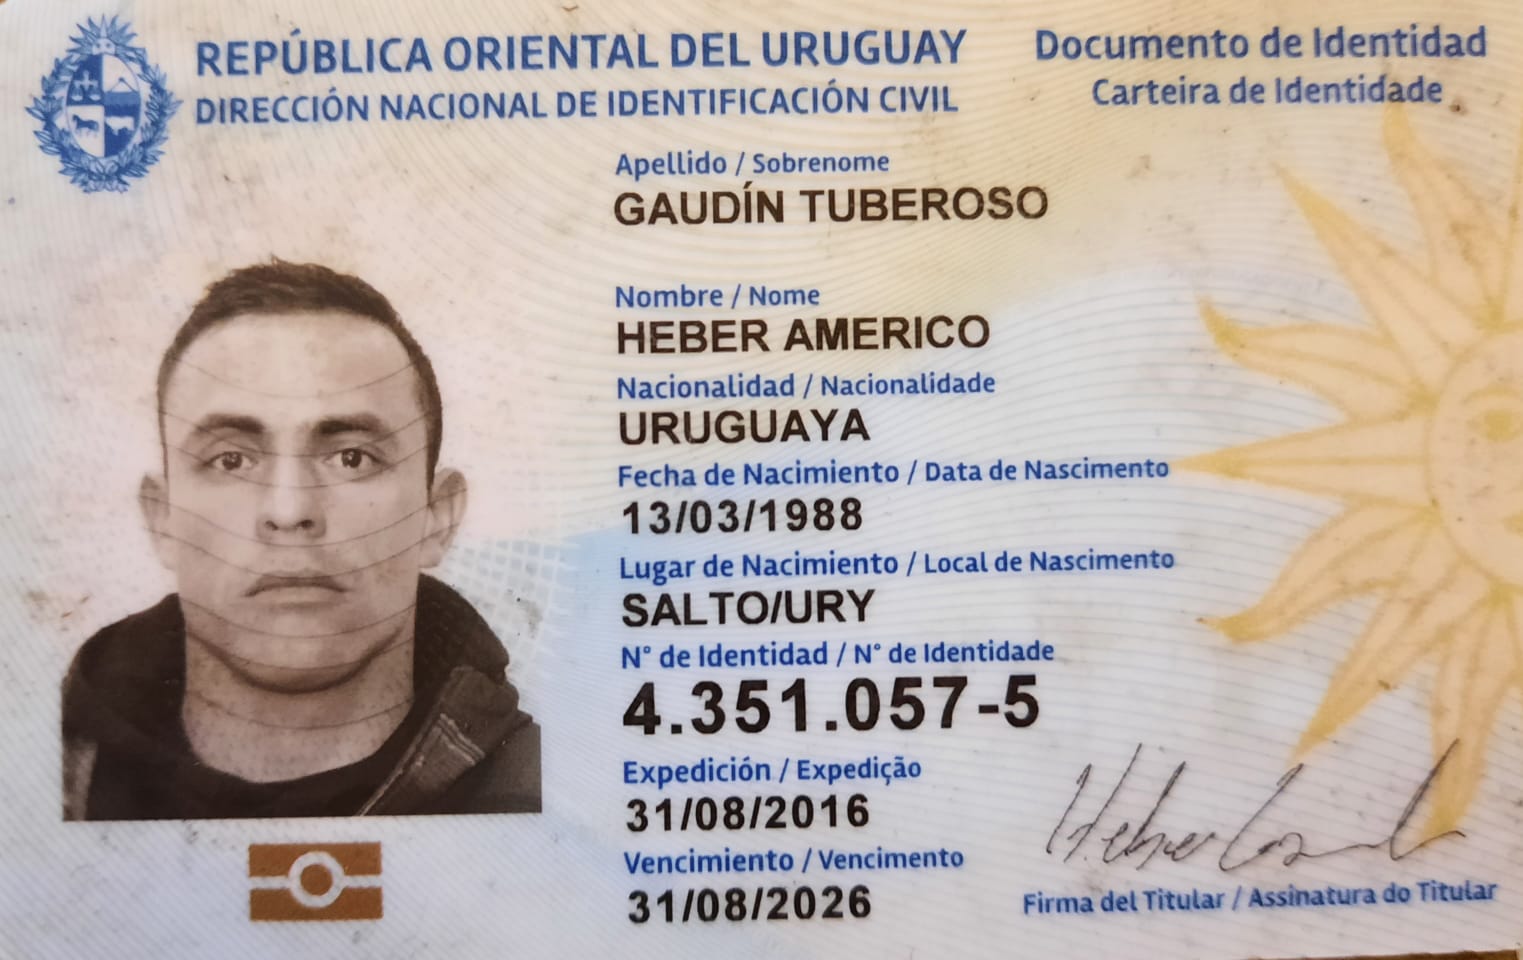 REPÚBLICA ORIENTAL DEL URUGUAY
DIRECCIÓN NACIONAL DE IDENTIFICACIÓN CIVIL
Documento de Identidad
Carteira de Identidade
Apellido / Sobrenome
GAUDÍN TUBEROSO
Nombre / Nome
HEBER AMERICO
Nacionalidad / Nacionalidade
URUGUAYA
Fecha de Nacimiento / Data de Nascimento
13/03/1988
Lugar de Nacimiento / Local de Nascimento
SALTO/URY
N° de Identidad / N° de Identidade
4.351.057-5
Expedición / Expedição
31/08/2016
Vencimiento / Vencimento
31/08/2026
Heber
Firma del Titular / Assinatura do Titular